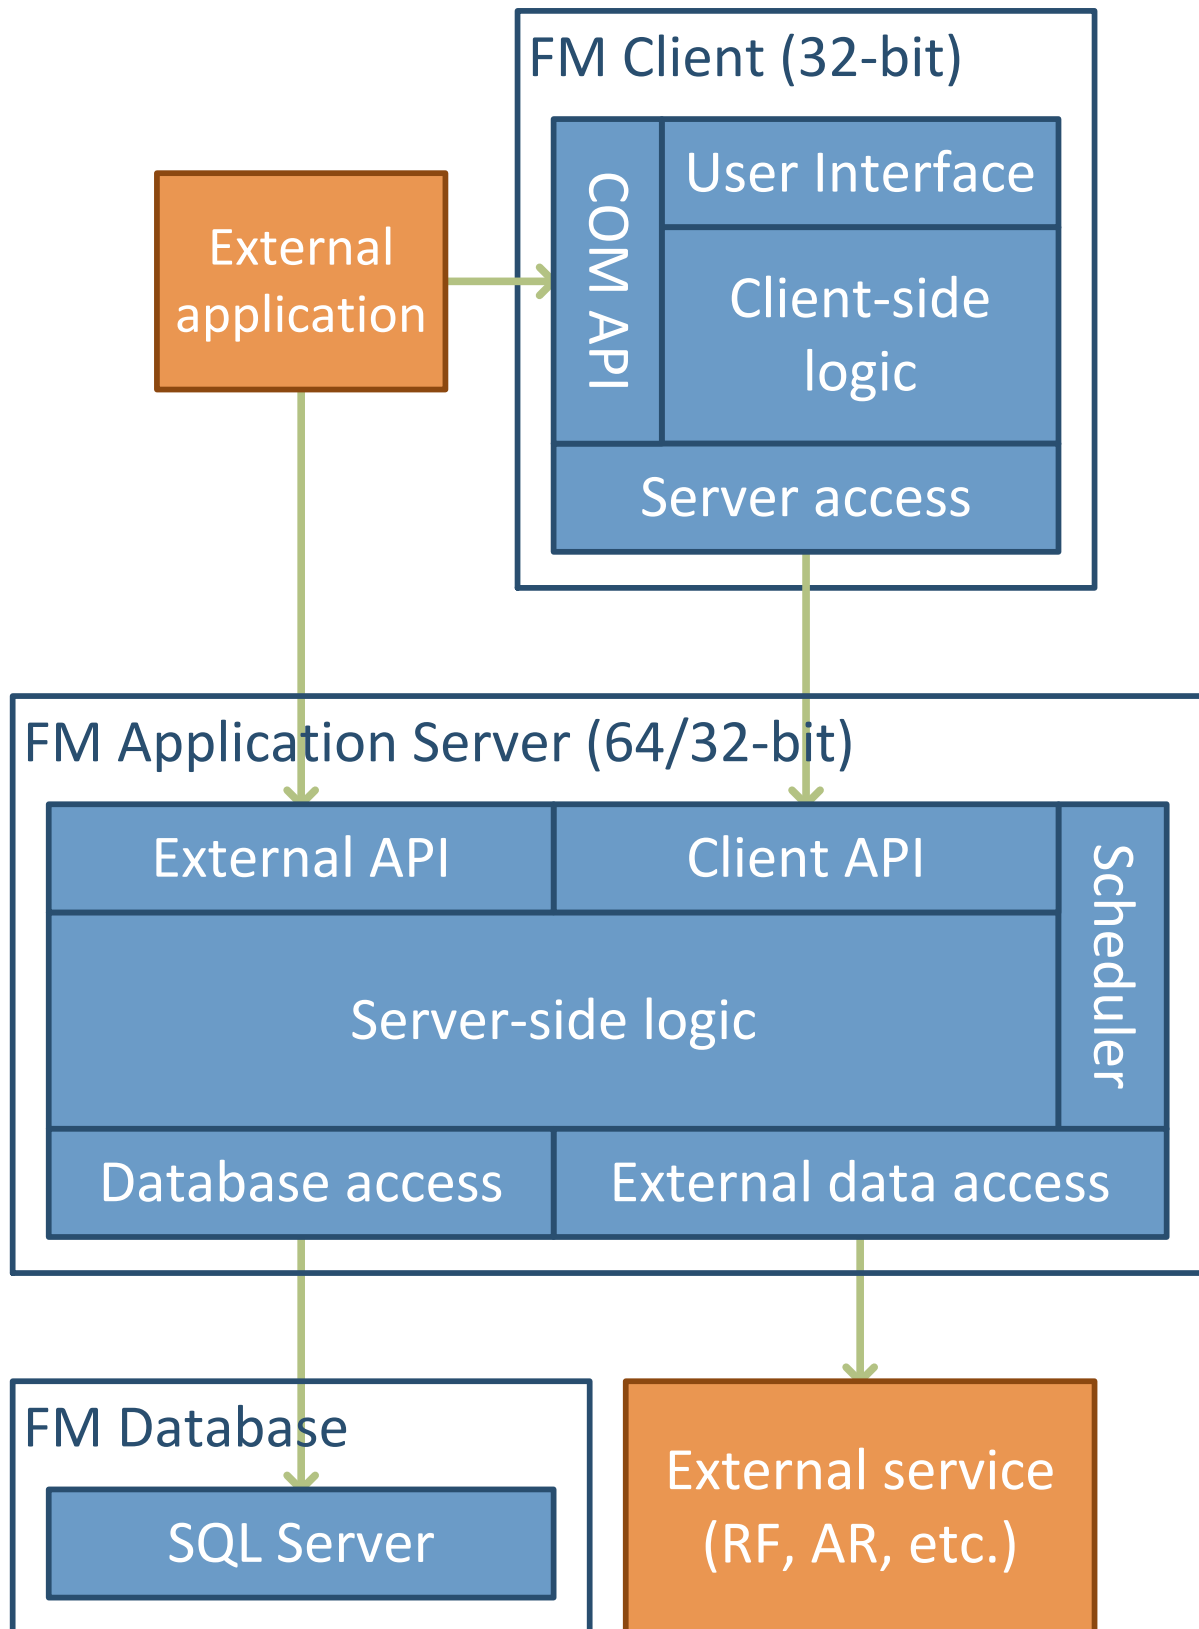 FM Client (32-bit)
COM API
User Interface
External
application
Client-side
logic
Server access
FM Application Server (64/32-bit)
External API
Client API
Scheduler
Server-side logic
Database access
External data access
FM Database
SQL Server
External service
(RF, AR, etc.)